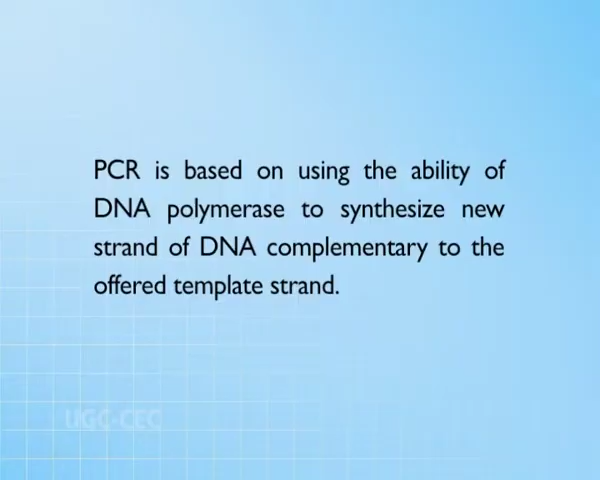 PCR is based on using the ability of
DNA polymerase to synthesize new
strand of DNA complementary to the
offered template strand.
UGC-CEC